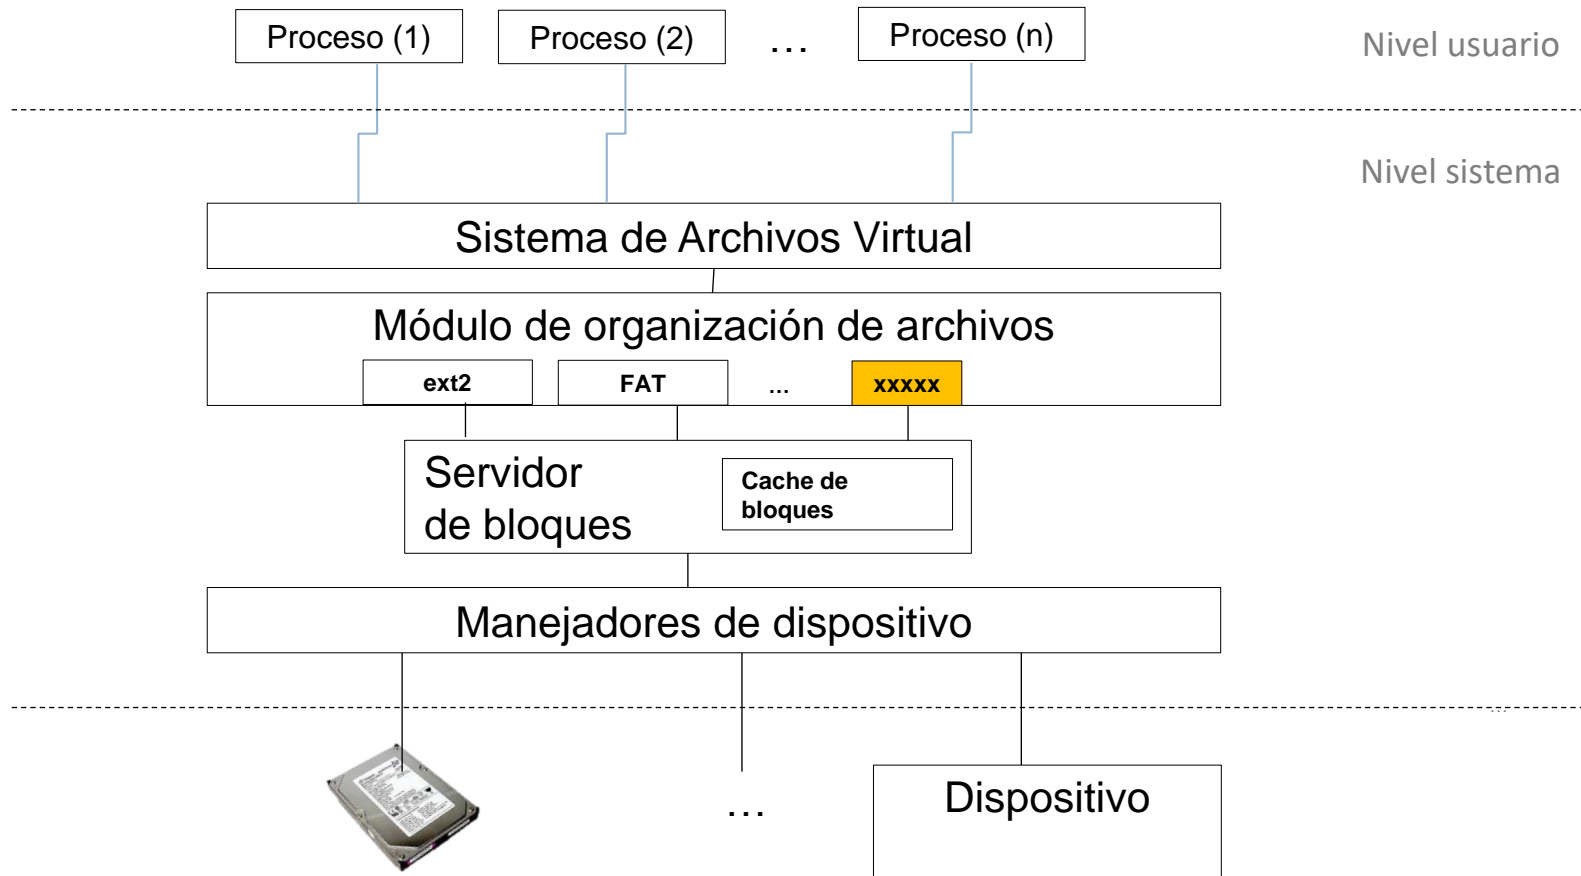 Proceso (1)
Proceso (2)
...
Proceso (n)
Nivel usuario
Nivel sistema
Sistema de Archivos Virtual
Módulo de organización de archivos
ext2
FAT
...
xxxxx
Servidor
de bloques
Cache de
bloques
Manejadores de dispositivo
...
...
Dispositivo